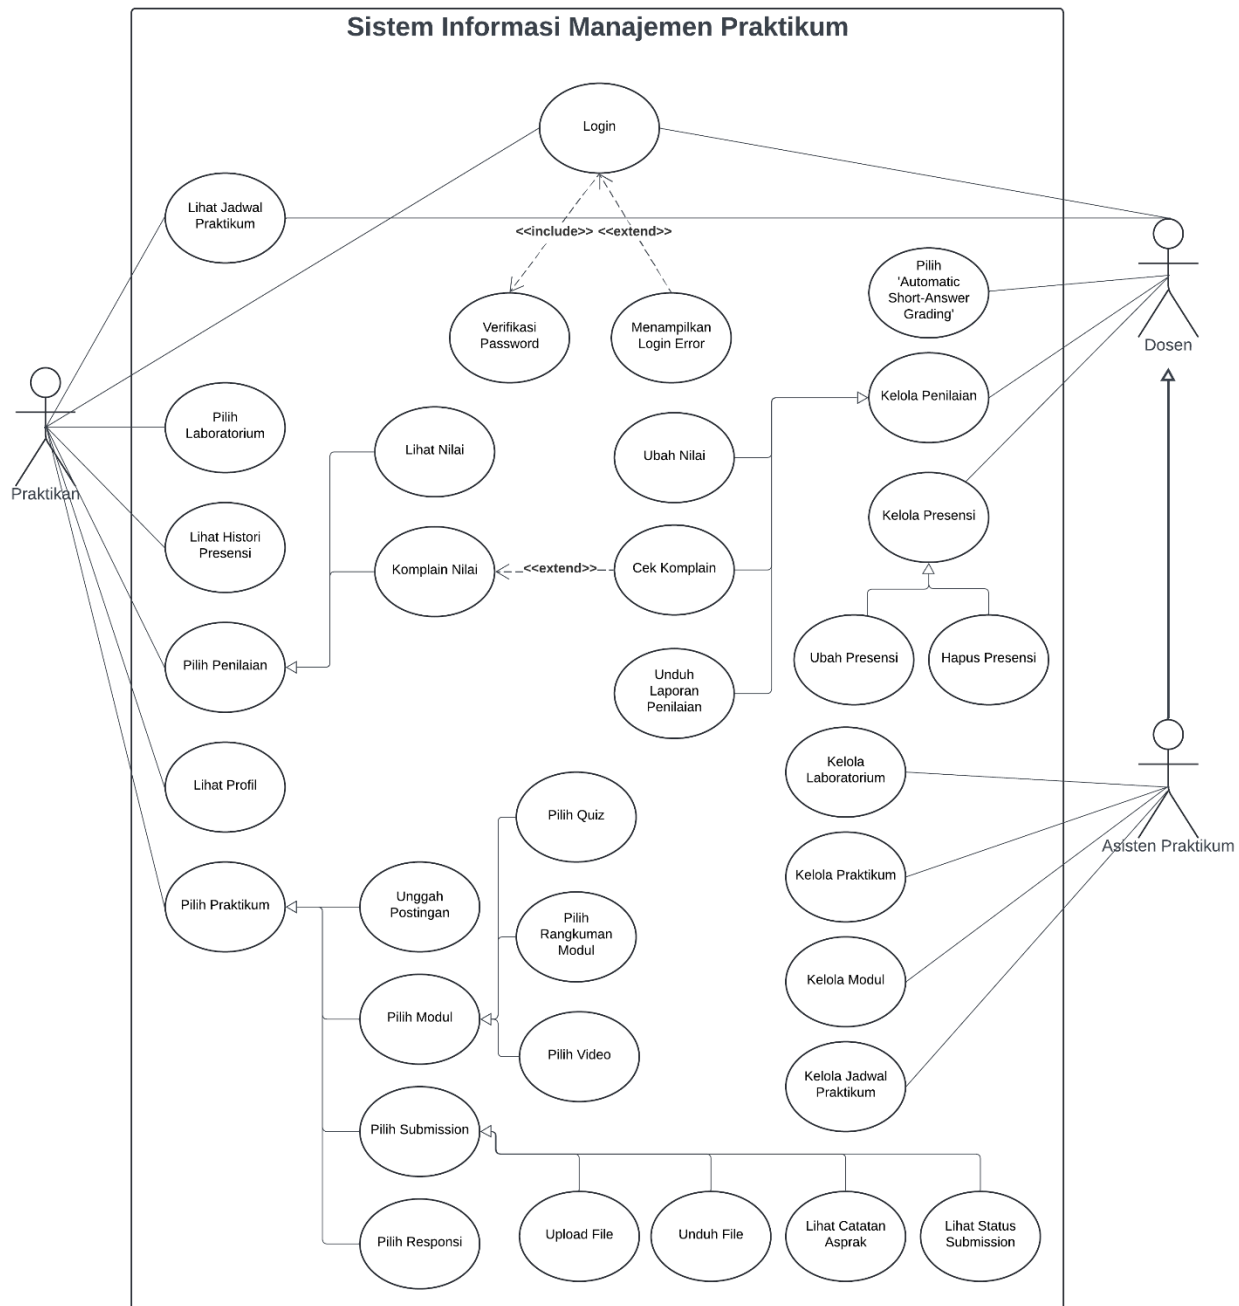 Sistem Informasi Manajemen Praktikum
Login
Lihat Jadwal
Praktikum
<<include>>
<<extend>>
Pilih
'Automatic
Short-Answer
Grading'
Verifikasi
Password
Menampilkan
Login Error
Dosen
Kelola Penilaian
Pilih
Laboratorium
Lihat Nilai
Ubah Nilai
Praktikan
Kelola Presensi
Lihat Histori
Presensi
Komplain Nilai
<<extend>>
Cek Komplain
Pilih Penilaian
Unduh
Laporan
Penilaian
Ubah Presensi
Hapus Presensi
Kelola
Laboratorium
Lihat Profil
Pilih Quiz
Asisten Praktikum
Kelola Praktikum
Pilih Praktikum
Unggah
Postingan
Pilih
Rangkuman
Modul
Kelola Modul
Pilih Modul
Pilih Video
Kelola Jadwal
Praktikum
Pilih Submission
Pilih Responsi
Upload File
Unduh File
Lihat Catatan
Asprak
Lihat Status
Submission